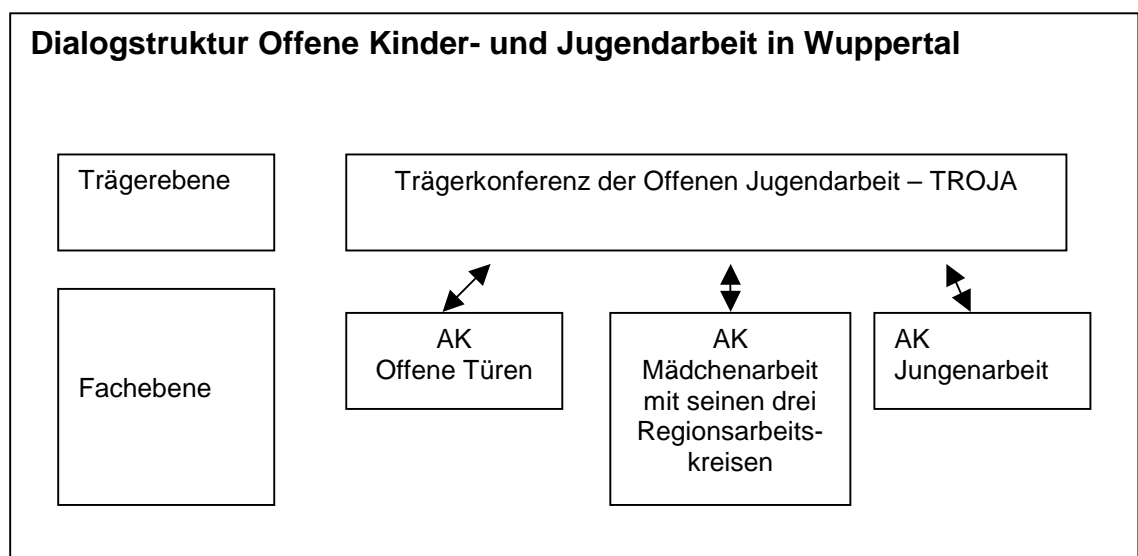 Dialogstruktur Offene Kinder- und Jugendarbeit in Wuppertal
Trägerebene
Trägerkonferenz der Offenen Jugendarbeit – TROJA
Fachebene
AK
Offene Türen
AK
Mädchenarbeit
mit seinen drei
Regionsarbeits-
kreisen
AK
Jungenarbeit